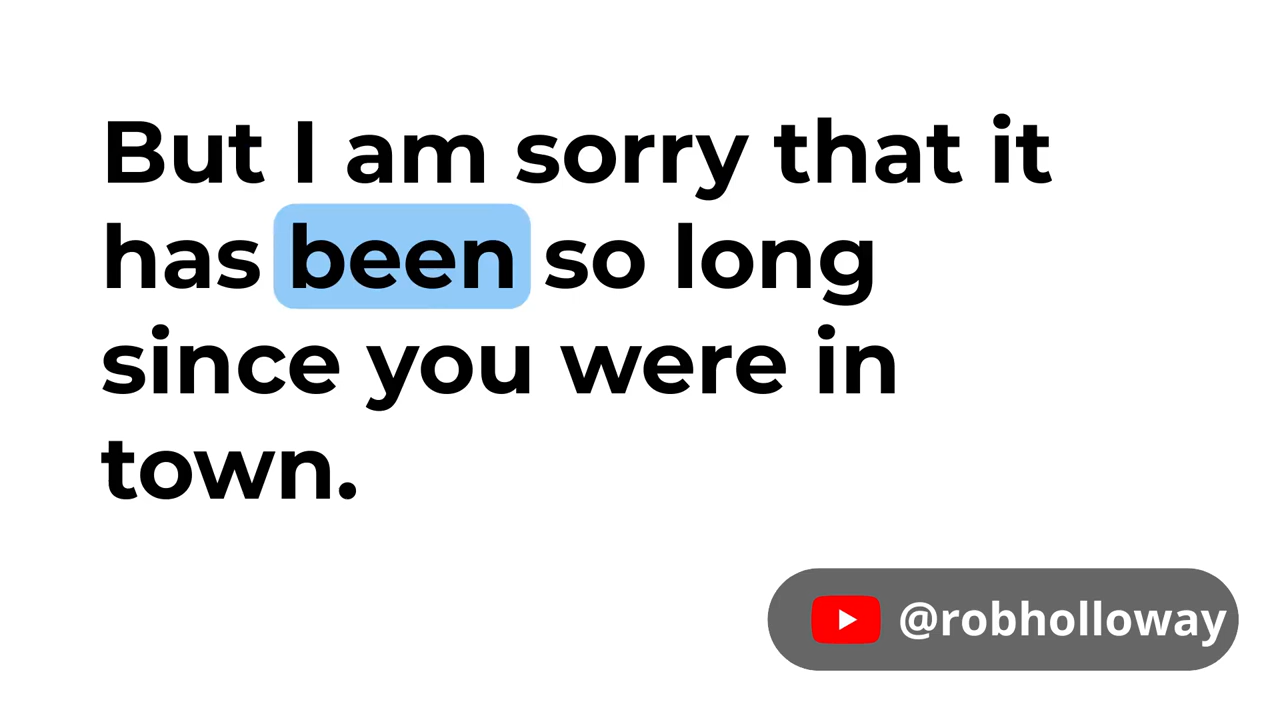 But I am sorry that it
has been so long
since you were in
town.
@robholloway